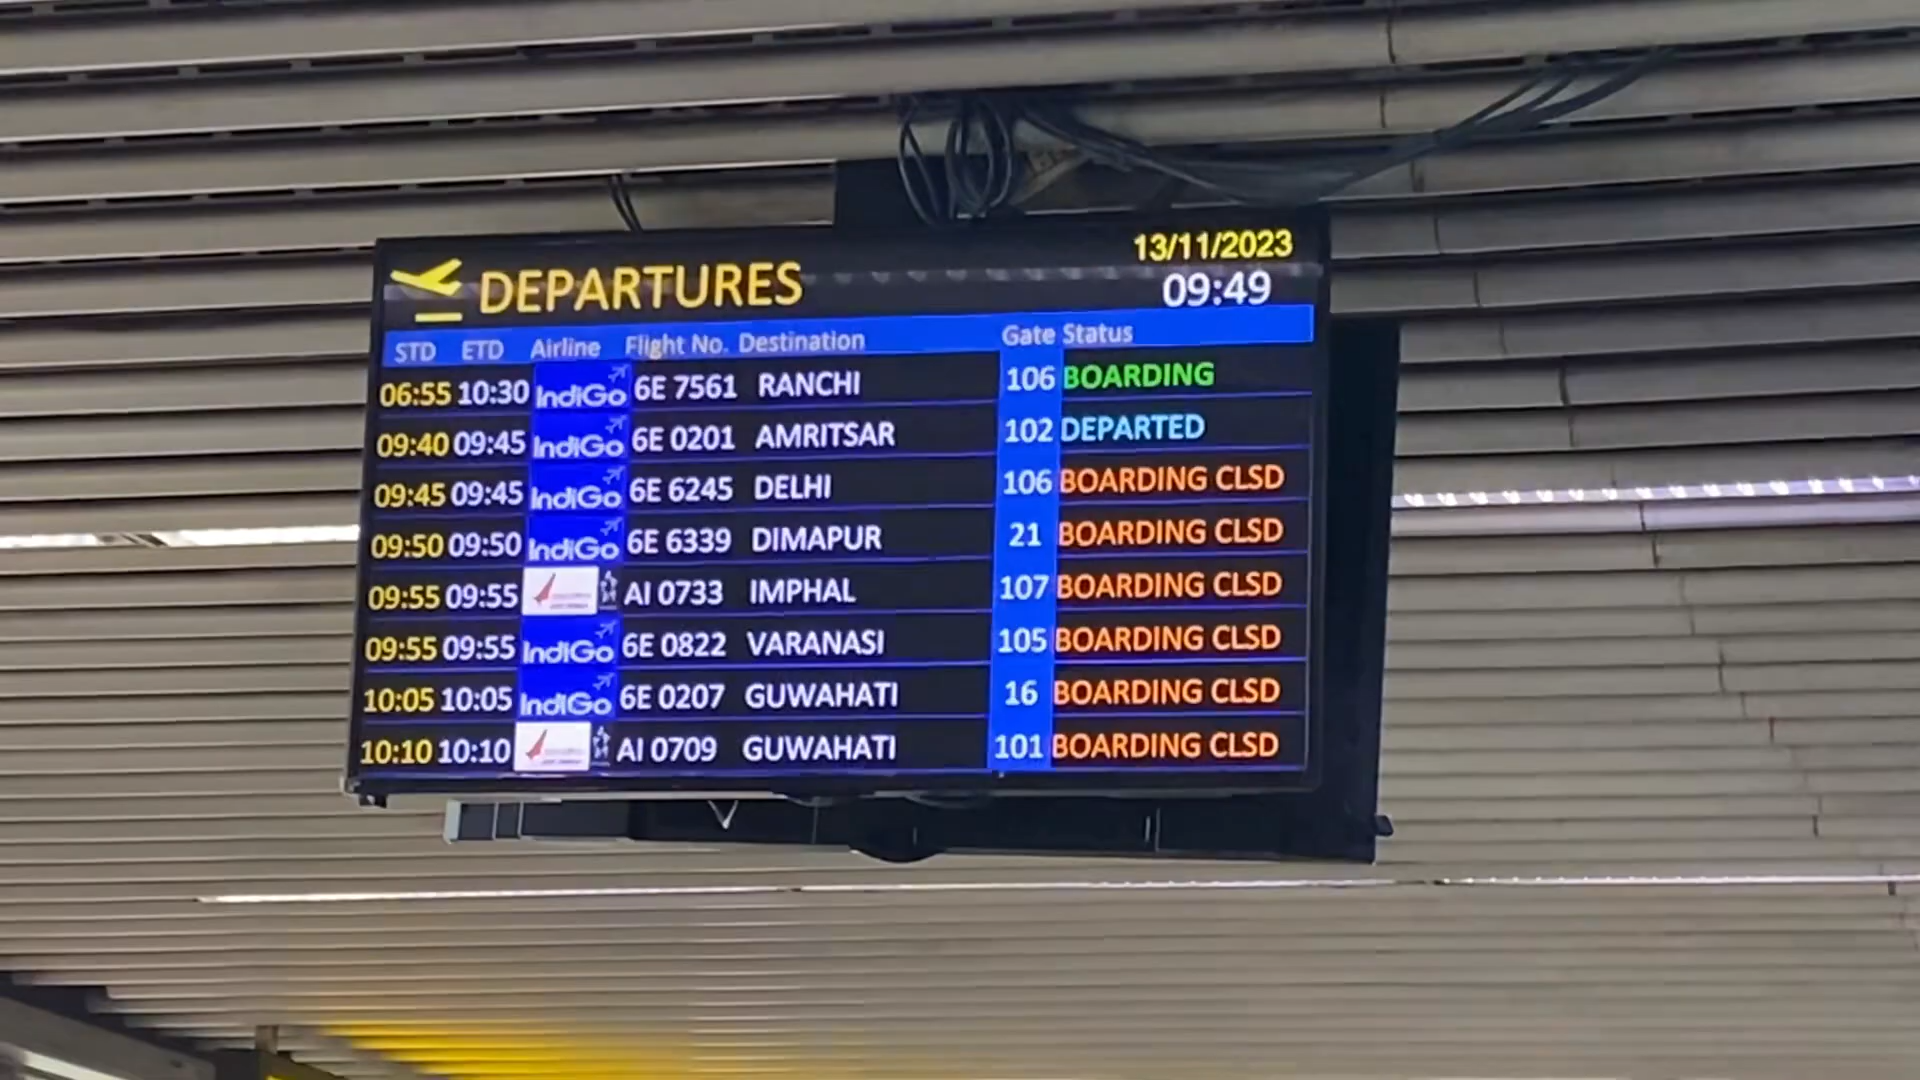 13/11/2023
DEPARTURES 09:49
STD ETD Airline Flight No. Destination Gate Status
06:55 10:30 IndiGo 6E 7561 RANCHI 106 BOARDING
09:40 09:45 IndiGo 6E 0201 AMRITSAR 102 DEPARTED
09:45 09:45 IndiGo 6E 6245 DELHI 106 BOARDING CLSD
09:50 09:50 IndiGo 6E 6339 DIMAPUR 21 BOARDING CLSD
09:55 09:55 AI 0733 IMPHAL 107 BOARDING CLSD
09:55 09:55 IndiGo 6E 0822 VARANASI 105 BOARDING CLSD
10:05 10:05 IndiGo 6E 0207 GUWAHATI 16 BOARDING CLSD
10:10 10:10 AI 0709 GUWAHATI 101 BOARDING CLSD